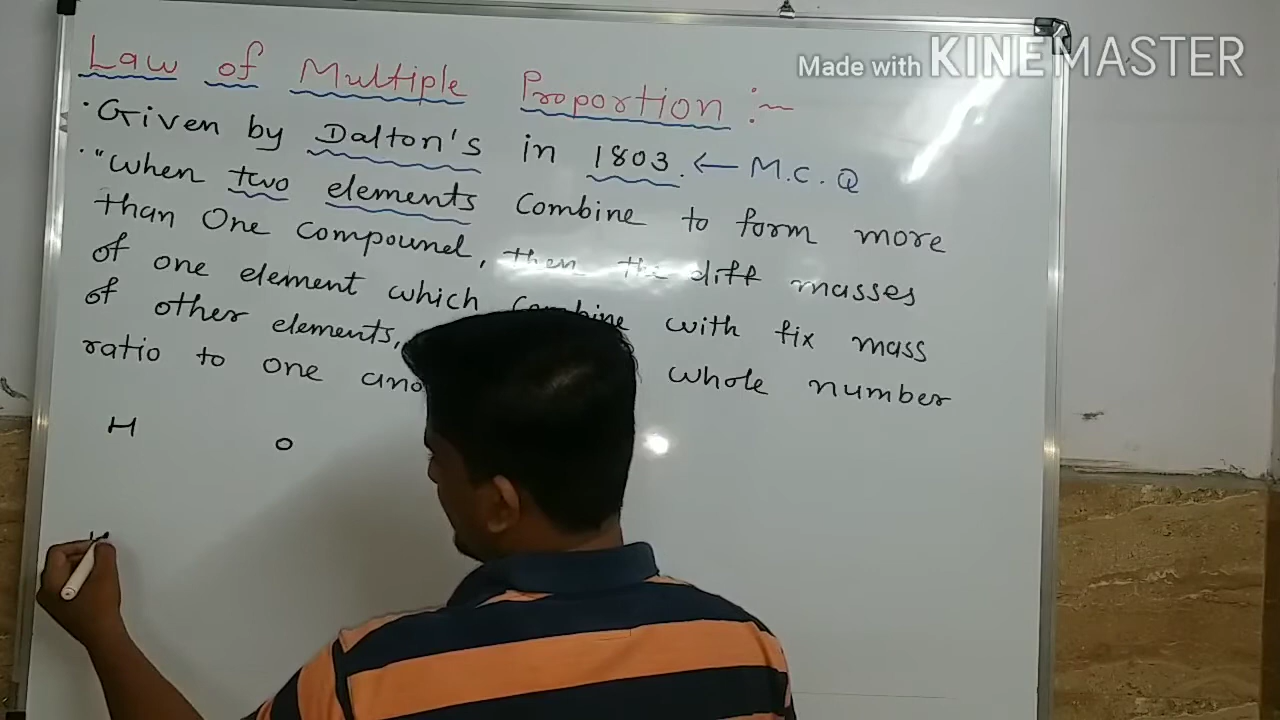 Law of Multiple Proportion :-
Made with KINEMASTER
· Given by Dalton's in 1803. ← M.C.Q
· "When two elements Combine to form more
than One compound, then the diff masses
of one element which combine with fix mass
of other elements,
ratio to one whole number
H O